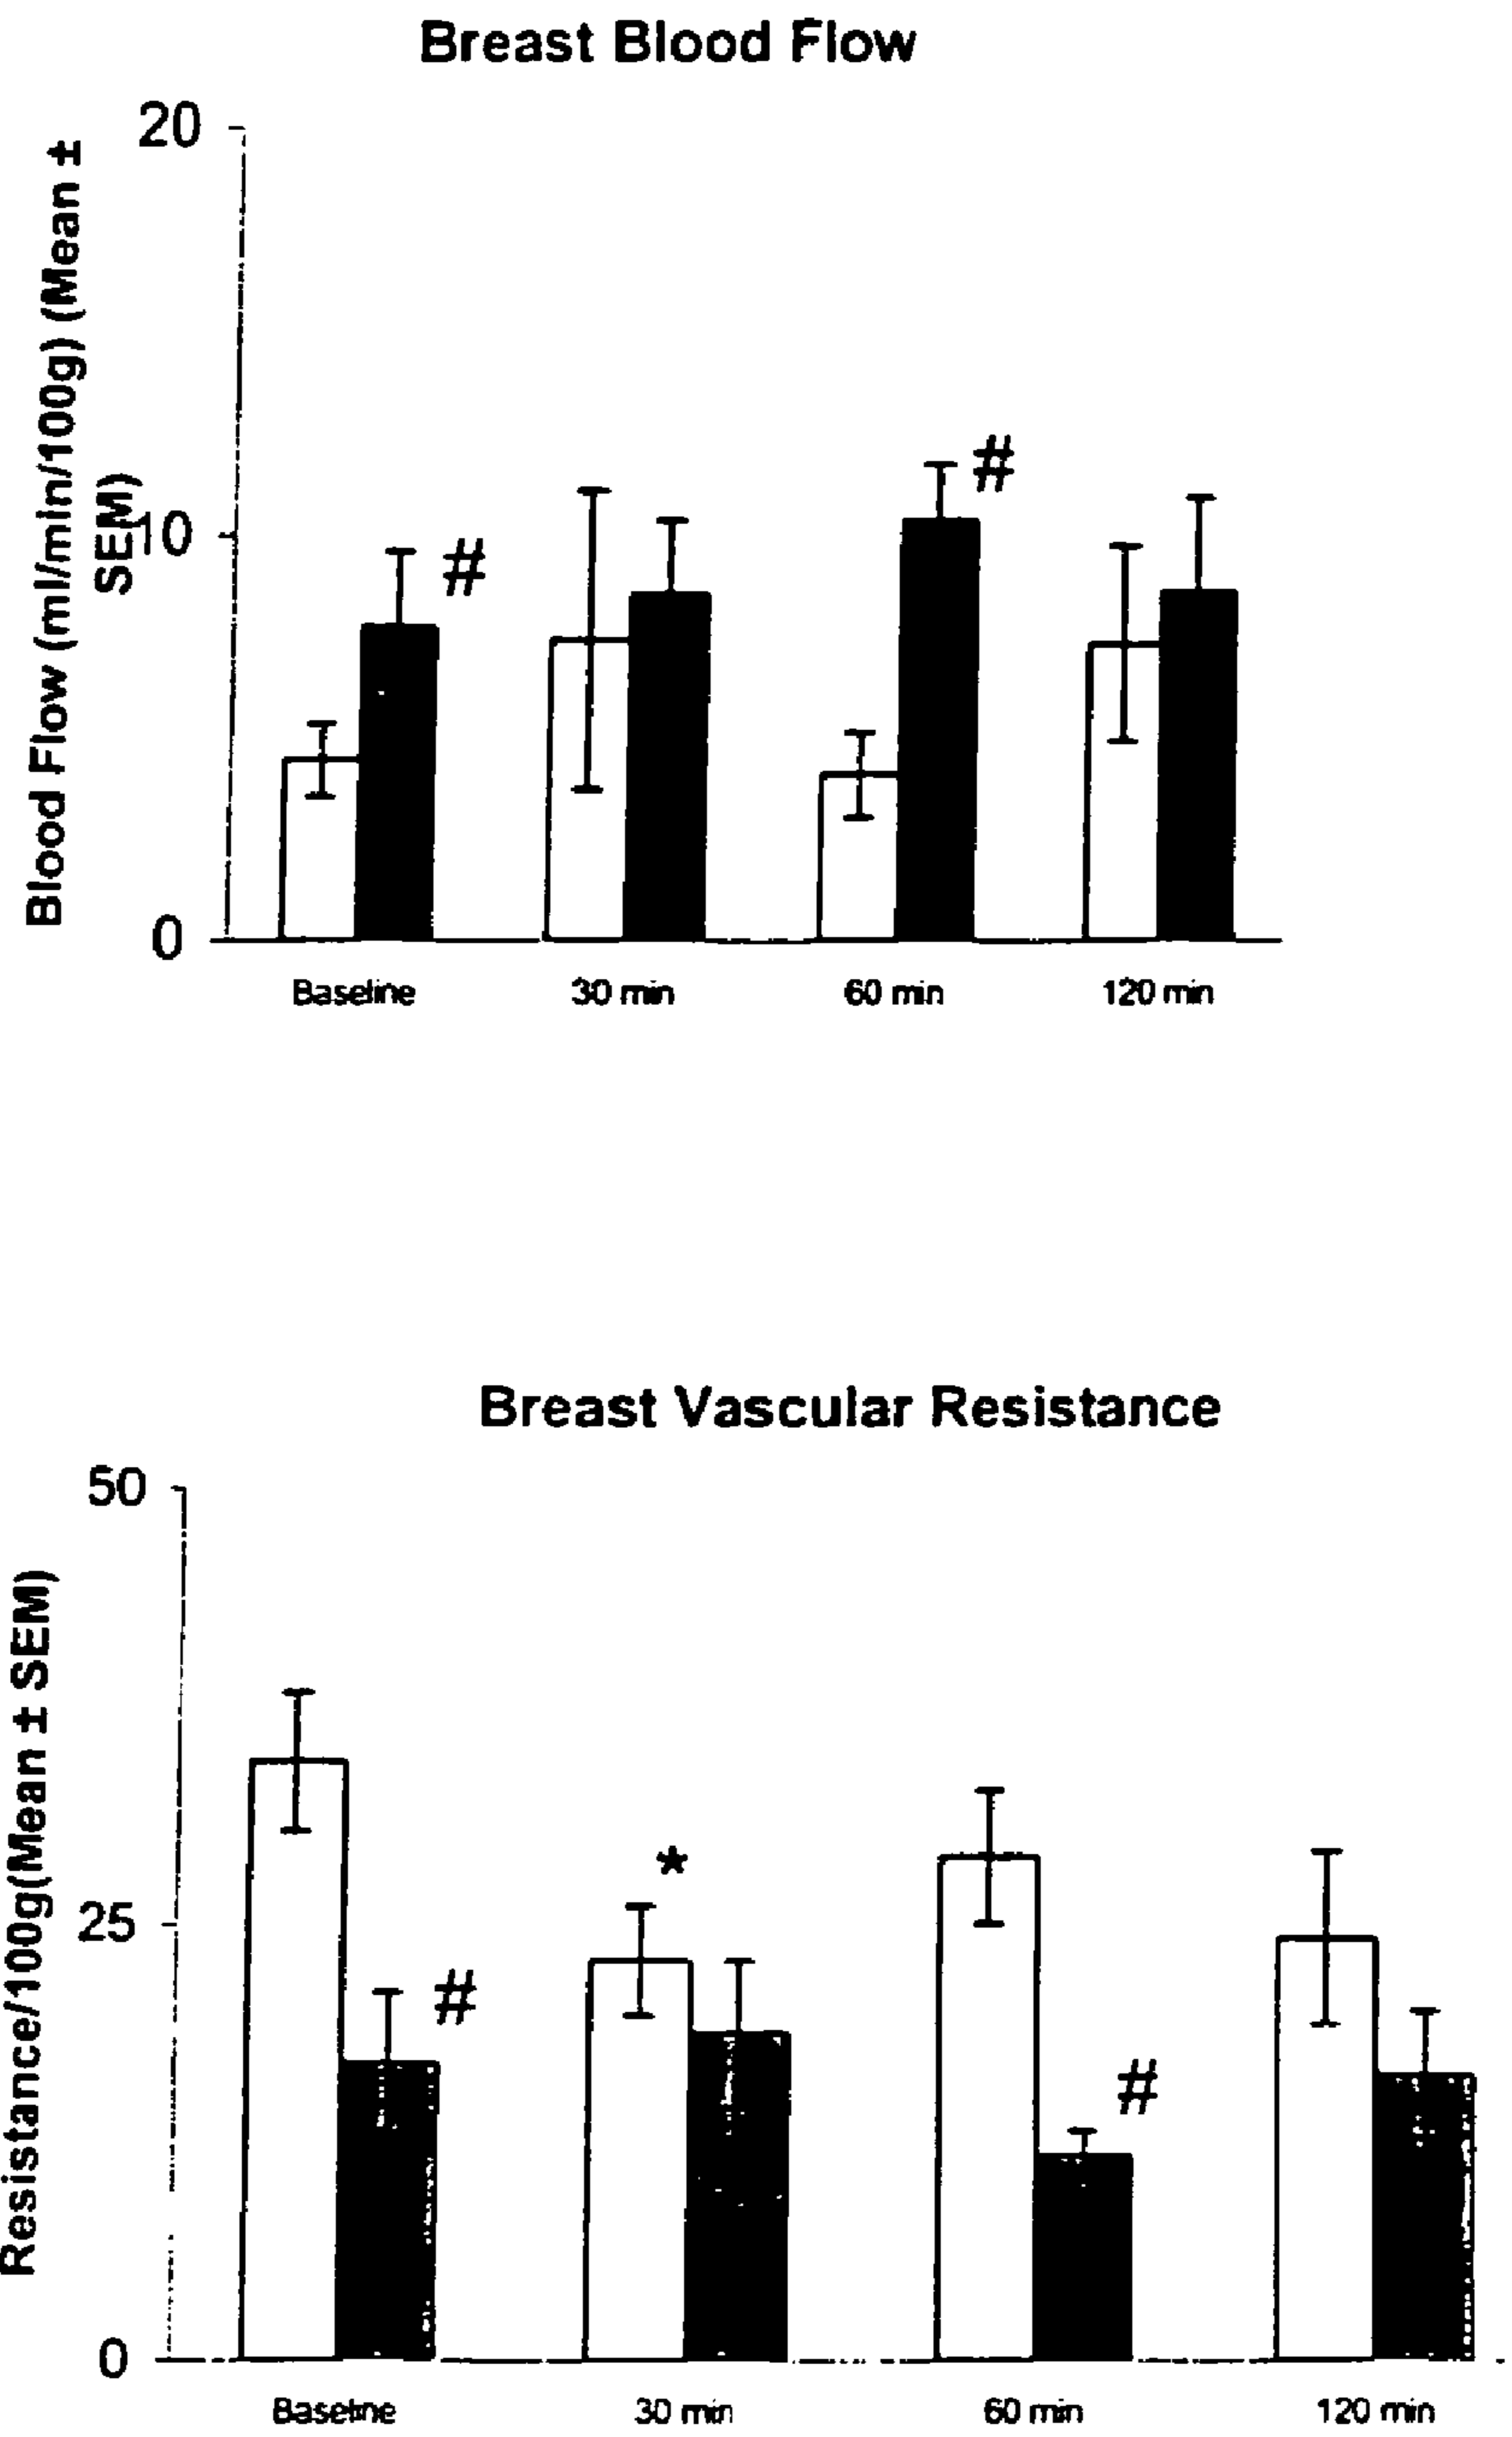 Breast Blood Flow
Blood Flow (ml/min/100g) (Mean ±
SEM)
20
10
0
#
#
Baseline 30 min 60 min 120 min
Breast Vascular Resistance
Resistance/100g(Mean ± SEM)
50
25
0
#
*
#
Baseline 30 min 60 min 120 min